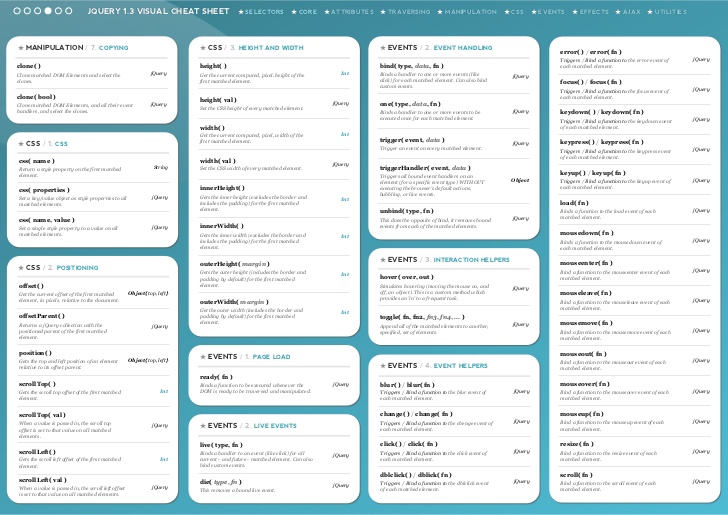 JQUERY 1.3 VISUAL CHEAT SHEET ★ SELECTORS ★ CORE ★ ATTRIBUTES ★ TRAVERSING ★ MANIPULATION ★ CSS ★ EVENTS ★ EFFECTS ★ AJAX ★ UTILITIES
★ MANIPULATION / 7. COPYING
clone( )
Clone matched DOM Elements and select the
clones.
jQuery
clone( bool )
Clone matched DOM Elements, and all their event
handlers, and select the clones.
jQuery
★ CSS / 1. CSS
css( name )
Return a style property on the first matched
element.
String
css( properties )
Set a key/value object as style properties to all
matched elements.
jQuery
css( name, value )
Set a single style property to a value on all
matched elements.
jQuery
★ CSS / 2. POSITIONING
offset( )
Get the current offset of the first matched
element, in pixels, relative to the document.
Object{top,left}
offsetParent( )
Returns a jQuery collection with the
positioned parent of the first matched
element.
jQuery
position( )
Gets the top and left position of an element
relative to its offset parent.
Object{top,left}
scrollTop( )
Gets the scroll top offset of the first matched
element.
Int
scrollTop( val )
When a value is passed in, the scroll top
offset is set to that value on all matched
elements.
jQuery
scrollLeft( )
Gets the scroll left offset of the first matched
element.
Int
scrollLeft( val )
When a value is passed in, the scroll left offset
is set to that value on all matched elements.
jQuery
★ CSS / 3. HEIGHT AND WIDTH
height( )
Get the current computed, pixel, height of the
first matched element.
Int
height( val )
Set the CSS height of every matched element.
jQuery
width( )
Get the current computed, pixel, width of the
first matched element.
Int
width( val )
Set the CSS width of every matched element.
jQuery
innerHeight( )
Gets the inner height (excludes the border and
includes the padding) for the first matched
element.
Int
innerWidth( )
Gets the inner width (excludes the border and
includes the padding) for the first matched
element.
Int
outerHeight( margin )
Gets the outer height (includes the border and
padding) by default for the first matched
element.
Int
outerWidth( margin )
Get the outer width (includes the border and
padding) by default for the first matched
element.
Int
★ EVENTS / 1. PAGE LOAD
ready( fn )
Binds a function to be executed whenever the
DOM is ready to be traversed and manipulated.
jQuery
★ EVENTS / 2. LIVE EVENTS
live( type, fn )
Binds a handler to an event (like click) for all
current - and future - matched element. Can also
bind custom events.
jQuery
die( type, fn )
This removes a bound live event.
jQuery
★ EVENTS / 2. EVENT HANDLING
bind( type, data, fn )
Binds a handler to one or more events (like
click) for each matched element. Can also bind
custom events.
jQuery
one( type, data, fn )
Binds a handler to one or more events to be
executed once for each matched element.
jQuery
trigger( event, data )
Trigger an event on every matched element.
jQuery
triggerHandler( event, data )
Triggers all bound event handlers on an
element (for a specific event type) WITHOUT
executing the browser's default actions,
bubbling, or live events.
Object
unbind( type, fn )
This does the opposite of bind, it removes bound
events from each of the matched elements.
jQuery
★ EVENTS / 3. INTERACTION HELPERS
hover( over, out )
Simulates hovering (moving the mouse on, and
off, an object). This is a custom method which
provides an 'in' to a frequent task.
jQuery
toggle( fn, fn2, fn3, fn4, ... )
jQuery
★ EVENTS / 4. EVENT HELPERS
blur( ) / blur( fn )
Triggers / Bind a function to the blur event of
each matched element.
jQuery
change( ) / change( fn )
Triggers / Bind a function to the change event of
each matched element.
jQuery
click( ) / click( fn )
Triggers / Bind a function to the click event of
each matched element.
jQuery
dblclick( ) / dblclick( fn )
Triggers / Bind a function to the dblclick event
of each matched element.
jQuery
error( ) / error( fn )
Triggers / Bind a function to the error event of
each matched element.
jQuery
focus( ) / focus( fn )
Triggers / Bind a function to the focus event of
each matched element.
jQuery
keydown( ) / keydown( fn )
Triggers / Bind a function to the keydown event
of each matched element.
jQuery
keypress( ) / keypress( fn )
Triggers / Bind a function to the keypress event
of each matched element.
jQuery
keyup( ) / keyup( fn )
Triggers / Bind a function to the keyup event of
each matched element.
jQuery
load( fn )
Binds a function to the load event of each
matched element.
jQuery
mousedown( fn )
Binds a function to the mousedown event of
each matched element.
jQuery
mouseenter( fn )
Binds a function to the mouseenter event of
each matched element.
jQuery
mouseleave( fn )
Binds a function to the mouseleave event of
each matched element.
jQuery
mousemove( fn )
Binds a function to the mousemove event of
each matched element.
jQuery
mouseout( fn )
Binds a function to the mouseout event of each
matched element.
jQuery
mouseover( fn )
Binds a function to the mouseover event of
each matched element.
jQuery
mouseup( fn )
Binds a function to the mouseup event of each
matched element.
jQuery
resize( fn )
Binds a function to the resize event of each
matched element.
jQuery
scroll( fn )
Binds a function to the scroll event of each
matched element.
jQuery